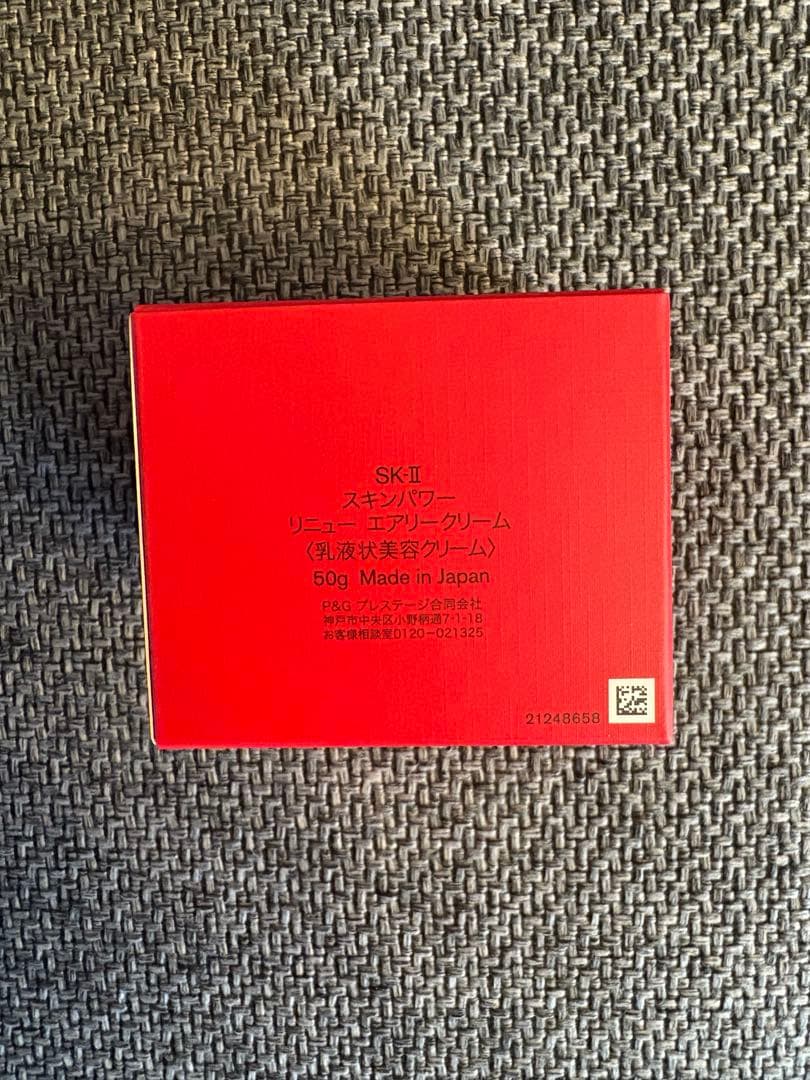 SK-Ⅱ
スキンパワー
リニュー エアリークリーム
〈乳液状美容クリーム〉
50g Made in Japan
P&G プレステージ合同会社
神戸市中央区小野柄通7-1-18
お客様相談室0120-021325
21248658